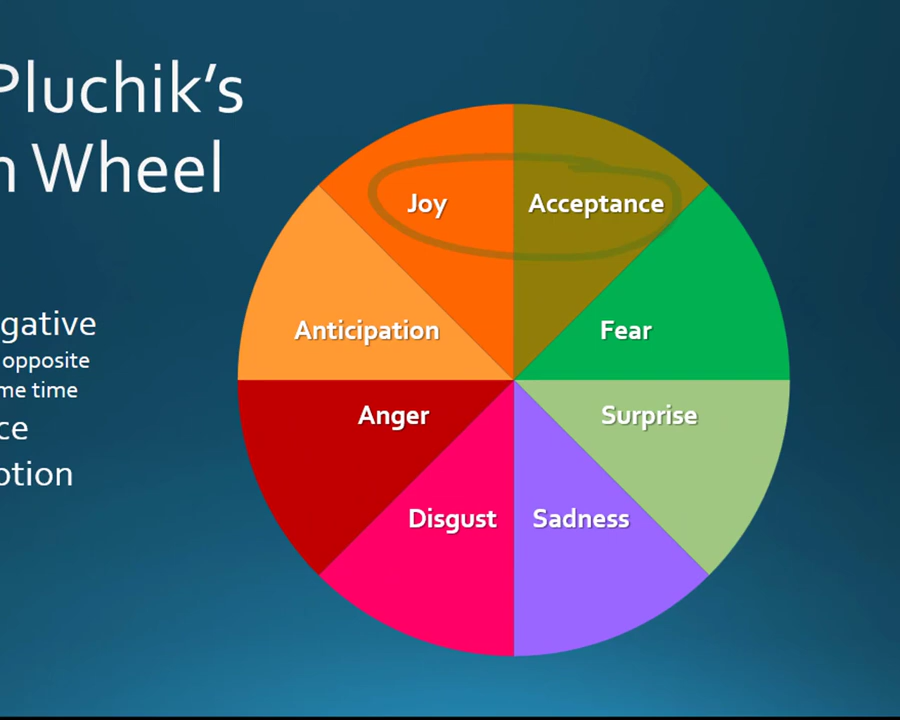 Pluchik's
n Wheel
gative
opposite
me time
ce
otion
Joy
Acceptance
Anticipation
Fear
Anger
Surprise
Disgust
Sadness